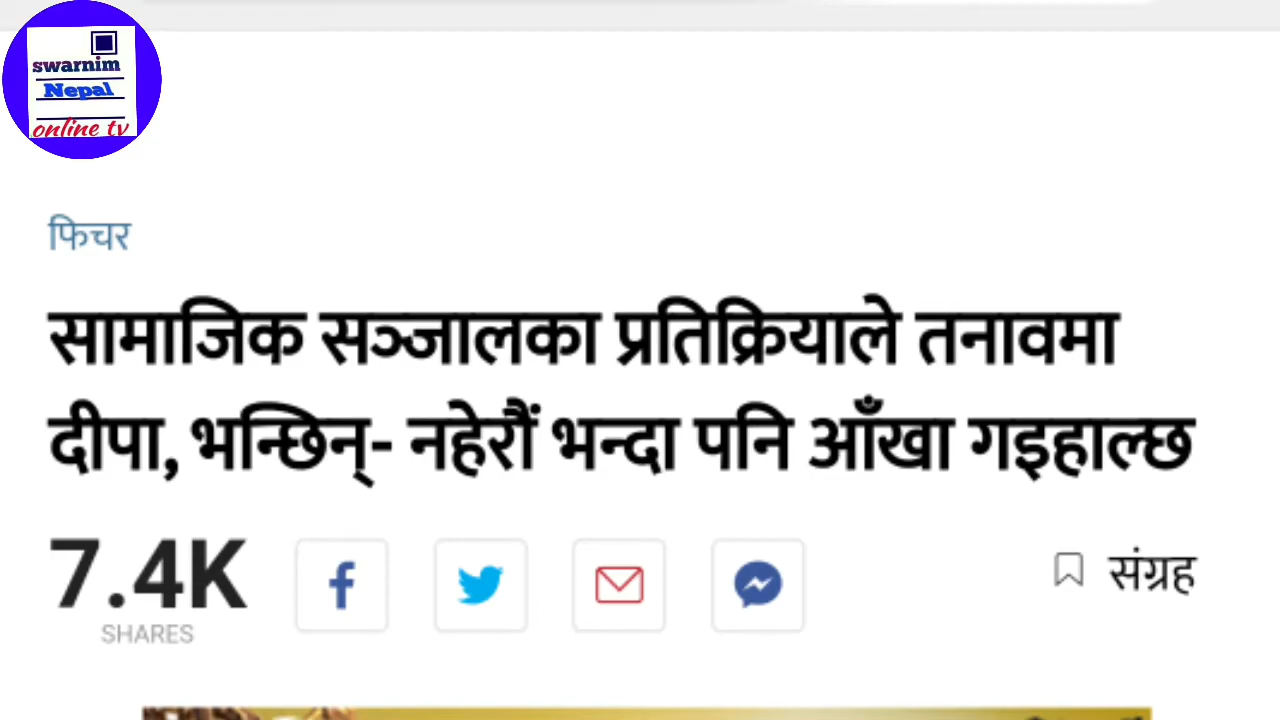 swarnim
Nepal
online tv
फिचर
सामाजिक सञ्जालका प्रतिक्रियाले तनावमा
दीपा, भन्छिन्- नहेरौं भन्दा पनि आँखा गइहाल्छ
7.4K
SHARES
संग्रह